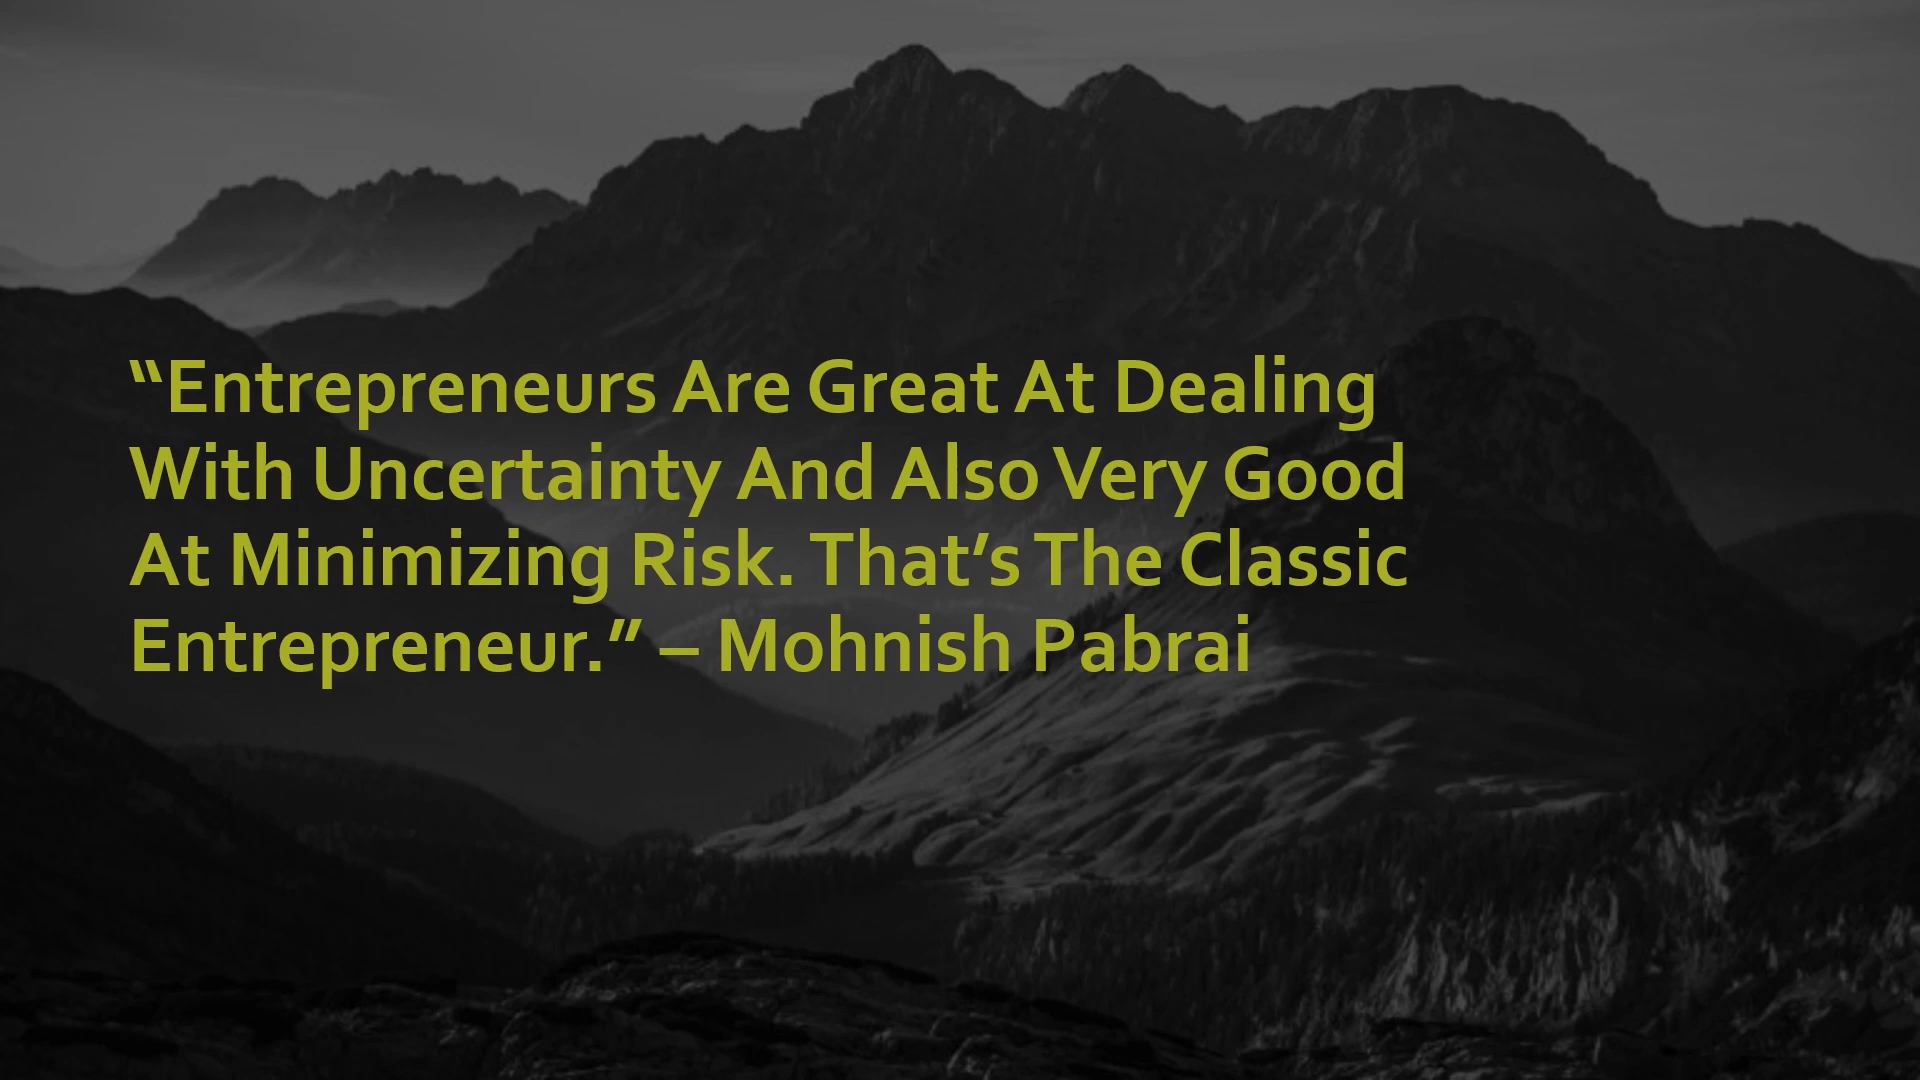 “Entrepreneurs Are Great At Dealing
With Uncertainty And Also Very Good
At Minimizing Risk. That’s The Classic
Entrepreneur.” – Mohnish Pabrai